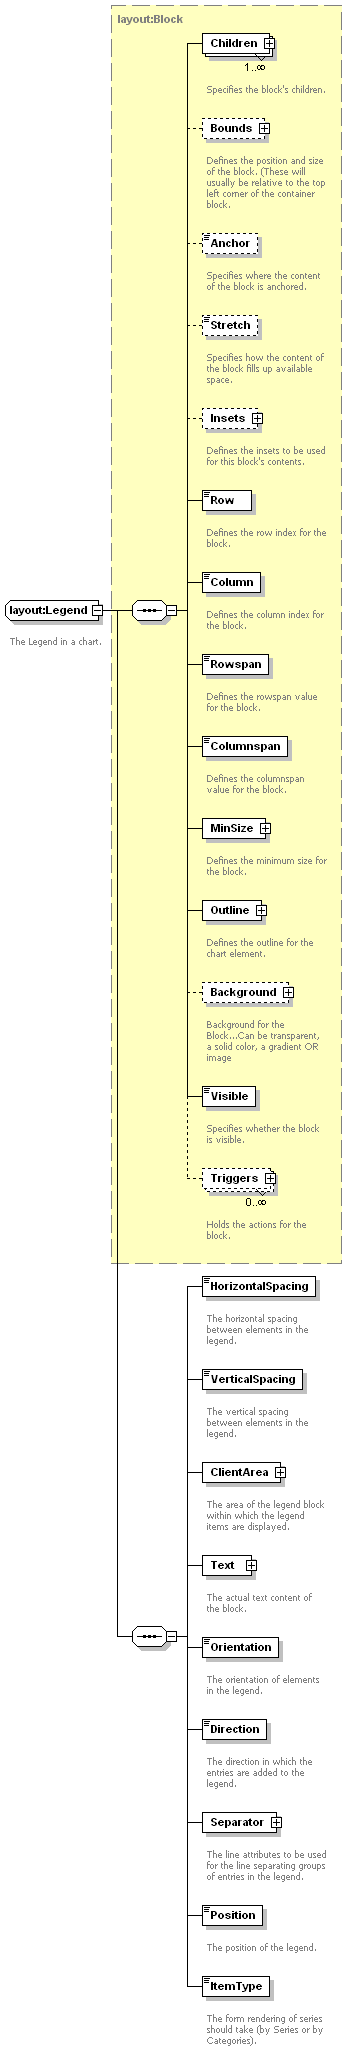 layout:Block
Children
1..∞
Specifies the block's children.
Bounds
Defines the position and size
of the block. (These will
usually be relative to the top
left corner of the container
block.
Anchor
Specifies where the content
of the block is anchored.
Stretch
Specifies how the content of
the block fills up available
space.
Insets
Defines the insets to be used
for this block's contents.
Row
Defines the row index for the
block.
Column
Defines the column index for
the block.
layout:Legend
The Legend in a chart.
Rowspan
Defines the rowspan value
for the block.
Columnspan
Defines the columnspan
value for the block.
MinSize
Defines the minimum size for
the block.
Outline
Defines the outline for the
chart element.
Background
Background for the
Block...Can be transparent,
a solid color, a gradient OR
image
Visible
Specifies whether the block
is visible.
Triggers
0..∞
Holds the actions for the
block.
HorizontalSpacing
The horizontal spacing
between elements in the
legend.
VerticalSpacing
The vertical spacing
between elements in the
legend.
ClientArea
The area of the legend block
within which the legend
items are displayed.
Text
The actual text content of
the block.
Orientation
The orientation of elements
in the legend.
Direction
The direction in which the
entries are added to the
legend.
Separator
The line attributes to be used
for the line separating groups
of entries in the legend.
Position
The position of the legend.
ItemType
The form rendering of series
should take (by Series or by
Categories).